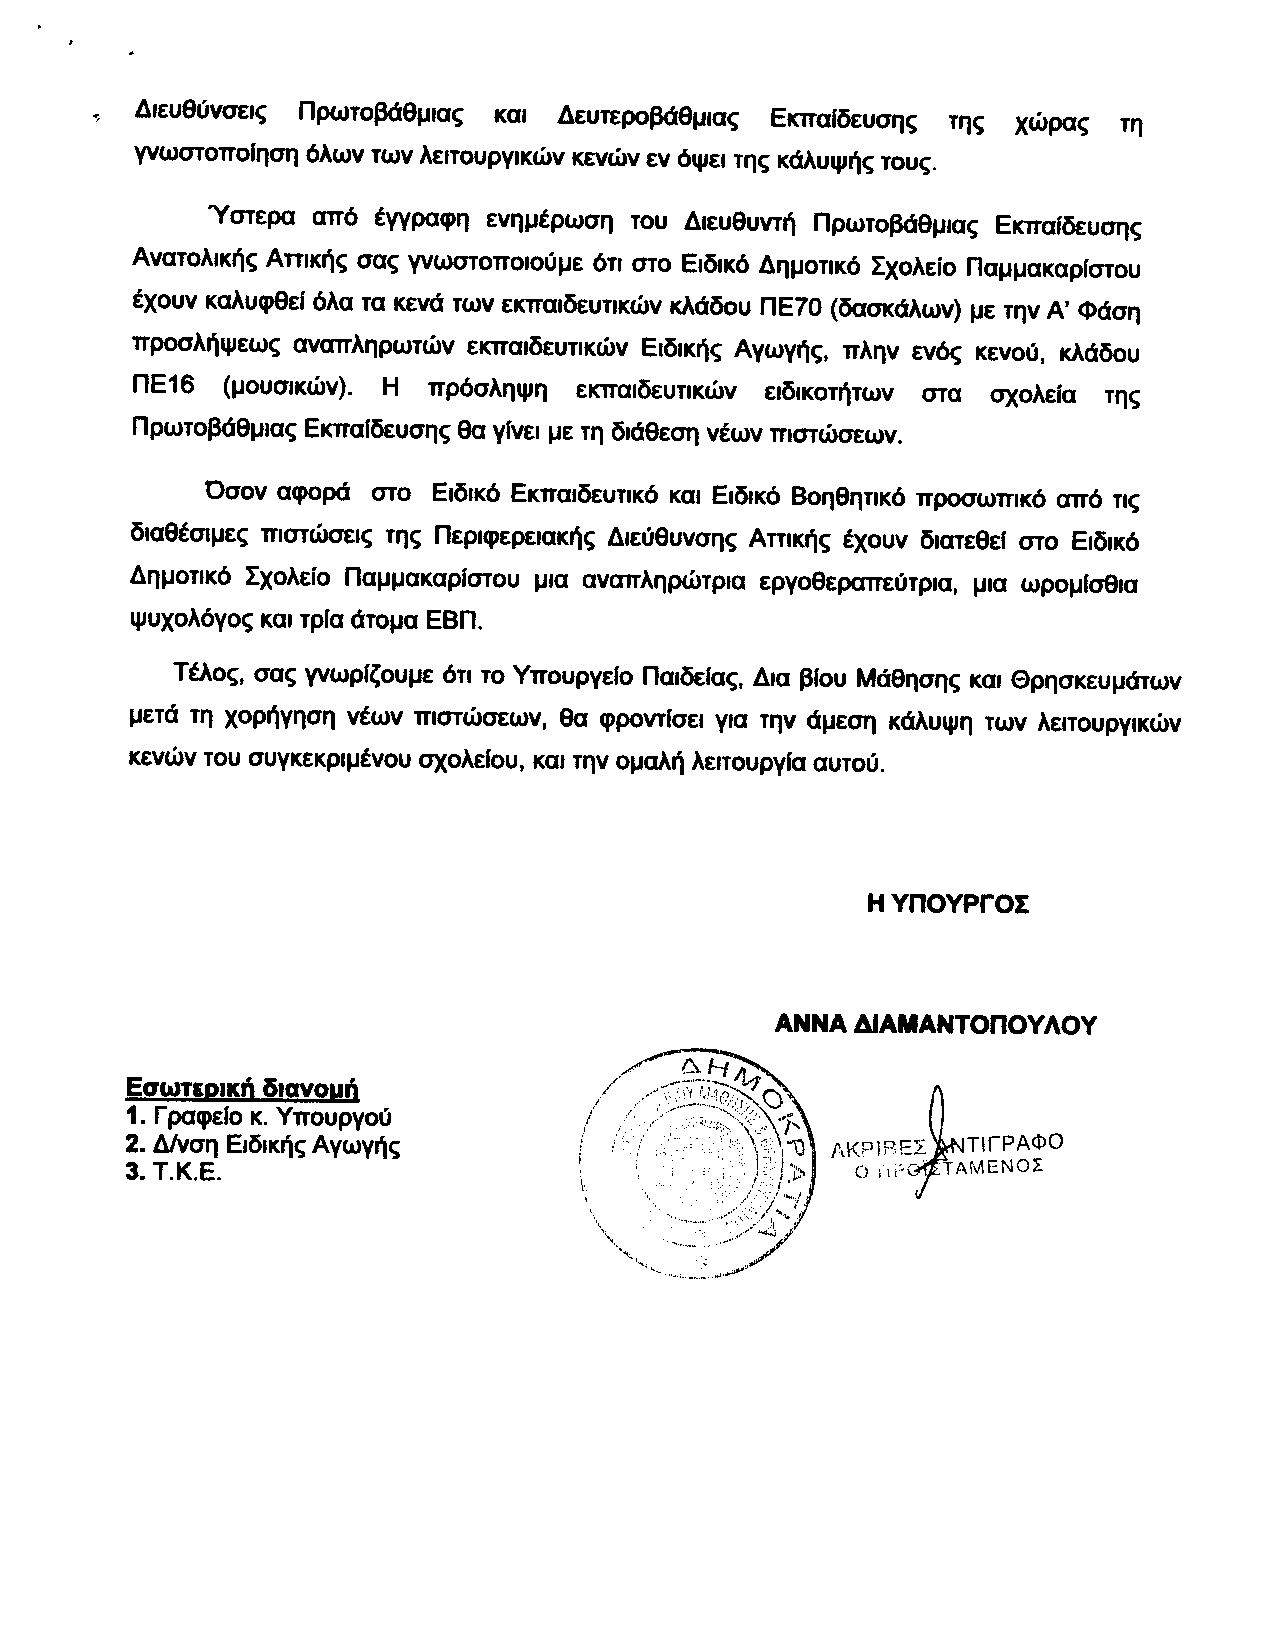 Διευθύνσεις Πρωτοβάθμιας και Δευτεροβάθμιας Εκπαίδευσης της χώρας τη
γνωστοποίηση όλων των λειτουργικών κενών εν όψει της κάλυψής τους.
Ύστερα από έγγραφη ενημέρωση του Διευθυντή Πρωτοβάθμιας Εκπαίδευσης
Ανατολικής Αττικής σας γνωστοποιούμε ότι στο Ειδικό Δημοτικό Σχολείο Παμμακαρίστου
έχουν καλυφθεί όλα τα κενά των εκπαιδευτικών κλάδου ΠΕ70 (δασκάλων) με την Α' Φάση
προσλήψεως αναπληρωτών εκπαιδευτικών Ειδικής Αγωγής, πλην ενός κενού, κλάδου
ΠΕ16 (μουσικών). Η πρόσληψη εκπαιδευτικών ειδικοτήτων στα σχολεία της
Πρωτοβάθμιας Εκπαίδευσης θα γίνει με τη διάθεση νέων πιστώσεων.
Όσον αφορά στο Ειδικό Εκπαιδευτικό και Ειδικό Βοηθητικό προσωπικό από τις
διαθέσιμες πιστώσεις της Περιφερειακής Διεύθυνσης Αττικής έχουν διατεθεί στο Ειδικό
Δημοτικό Σχολείο Παμμακαρίστου μια αναπληρώτρια εργοθεραπεύτρια, μια ωρομίσθια
ψυχολόγος και τρία άτομα ΕΒΠ.
Τέλος, σας γνωρίζουμε ότι το Υπουργείο Παιδείας, Δια βίου Μάθησης και Θρησκευμάτων
μετά τη χορήγηση νέων πιστώσεων, θα φροντίσει για την άμεση κάλυψη των λειτουργικών
κενών του συγκεκριμένου σχολείου, και την ομαλή λειτουργία αυτού.
Η ΥΠΟΥΡΓΟΣ
ΑΝΝΑ ΔΙΑΜΑΝΤΟΠΟΥΛΟΥ
Εσωτερική διανομή
1. Γραφείο κ. Υπουργού
2. Δ/νση Ειδικής Αγωγής
3. Τ.Κ.Ε.
ΔΗΜΟΚΡΑΤΙΑ
ΑΚΡΙΒΕΣ ΑΝΤΙΓΡΑΦΟ
Ο ΠΡΟΪΣΤΑΜΕΝΟΣ